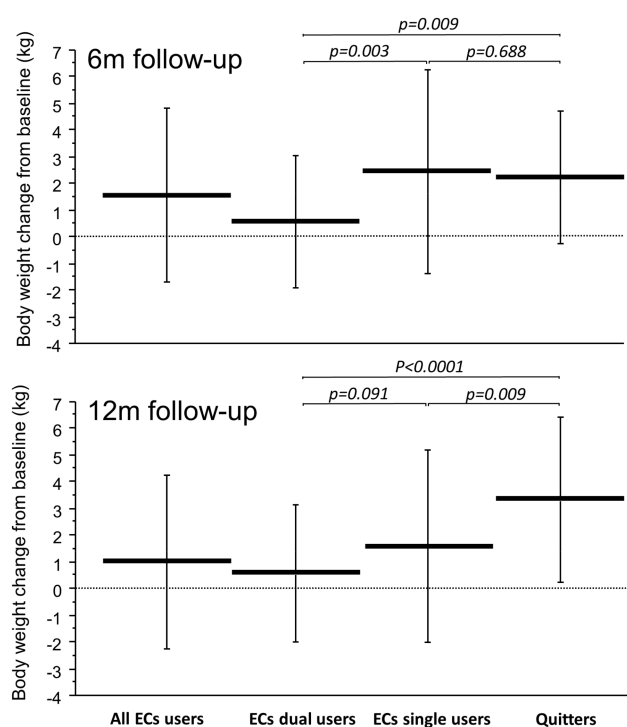 p=0.009
p=0.003 p=0.688
6m follow-up
Body weight change from baseline (kg)
7
6
5
4
3
2
1
0
-1
-2
-3
-4
P<0.0001
p=0.091 p=0.009
12m follow-up
Body weight change from baseline (kg)
7
6
5
4
3
2
1
0
-1
-2
-3
-4
All ECs users ECs dual users ECs single users Quitters